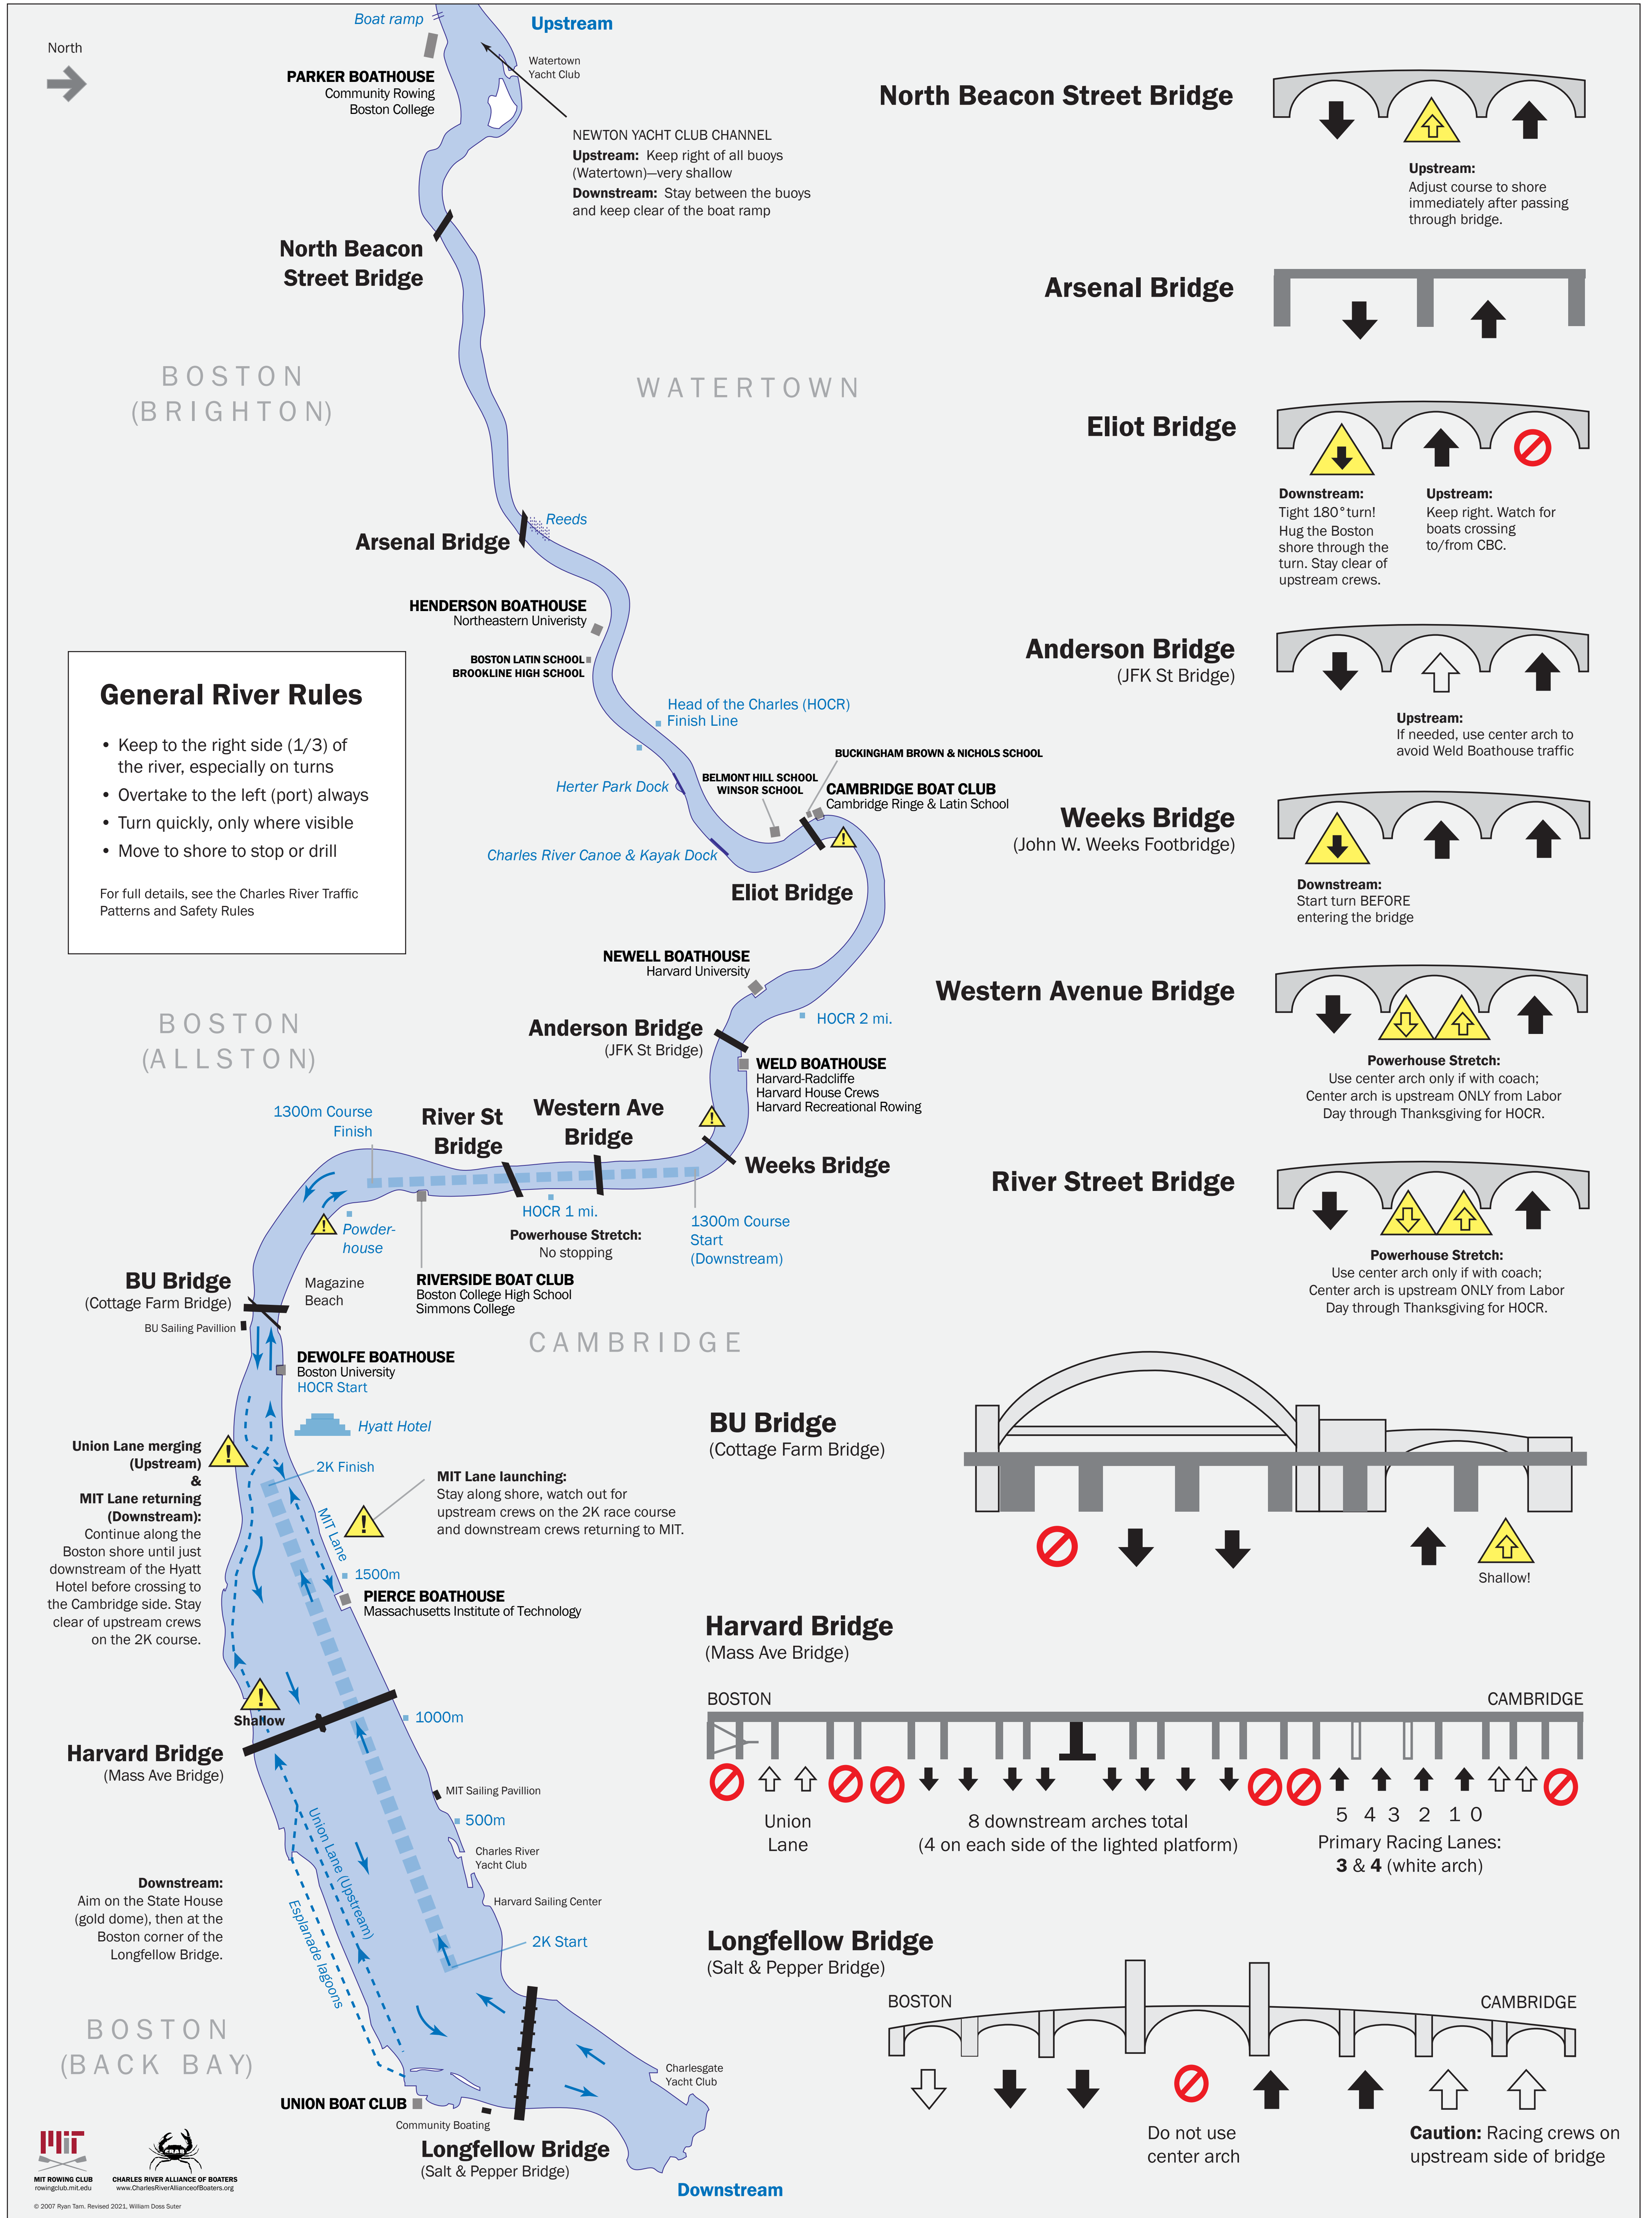 North
Boat ramp
Upstream
Watertown
Yacht Club
PARKER BOATHOUSE
Community Rowing
Boston College
NEWTON YACHT CLUB CHANNEL
Upstream: Keep right of all buoys
(Watertown)—very shallow
Downstream: Stay between the buoys
and keep clear of the boat ramp
North Beacon
Street Bridge
BOSTON
(BRIGHTON)
WATERTOWN
Reeds
Arsenal Bridge
HENDERSON BOATHOUSE
Northeastern Univeristy
BOSTON LATIN SCHOOL
BROOKLINE HIGH SCHOOL
General River Rules
• Keep to the right side (1/3) of
the river, especially on turns
• Overtake to the left (port) always
• Turn quickly, only where visible
• Move to shore to stop or drill
For full details, see the Charles River Traffic
Patterns and Safety Rules
Head of the Charles (HOCR)
Finish Line
BUCKINGHAM BROWN & NICHOLS SCHOOL
Herter Park Dock
BELMONT HILL SCHOOL
WINSOR SCHOOL
CAMBRIDGE BOAT CLUB
Cambridge Ringe & Latin School
!
Charles River Canoe & Kayak Dock
Eliot Bridge
NEWELL BOATHOUSE
Harvard University
HOCR 2 mi.
BOSTON
(ALLSTON)
Anderson Bridge
(JFK St Bridge)
WELD BOATHOUSE
Harvard-Radcliffe
Harvard House Crews
Harvard Recreational Rowing
!
1300m Course
Finish
River St
Bridge
Western Ave
Bridge
Weeks Bridge
HOCR 1 mi.
Powerhouse Stretch:
No stopping
1300m Course
Start
(Downstream)
!
Powder-
house
BU Bridge
(Cottage Farm Bridge)
Magazine
Beach
RIVERSIDE BOAT CLUB
Boston College High School
Simmons College
BU Sailing Pavillion
CAMBRIDGE
DEWOLFE BOATHOUSE
Boston University
HOCR Start
Hyatt Hotel
!
Union Lane merging
(Upstream)
&
MIT Lane returning
(Downstream):
Continue along the
Boston shore until just
downstream of the Hyatt
Hotel before crossing to
the Cambridge side. Stay
clear of upstream crews
on the 2K course.
2K Finish
MIT Lane launching:
Stay along shore, watch out for
upstream crews on the 2K race course
and downstream crews returning to MIT.
!
MIT Lane
1500m
PIERCE BOATHOUSE
Massachusetts Institute of Technology
!
Shallow
1000m
Harvard Bridge
(Mass Ave Bridge)
MIT Sailing Pavillion
500m
Charles River
Yacht Club
Union Lane (Upstream)
Harvard Sailing Center
Downstream:
Aim on the State House
(gold dome), then at the
Boston corner of the
Longfellow Bridge.
Esplanade lagoons
2K Start
BOSTON
(BACK BAY)
Charlesgate
Yacht Club
UNION BOAT CLUB
Community Boating
Longfellow Bridge
(Salt & Pepper Bridge)
Downstream
MIT
MIT ROWING CLUB
rowingclub.mit.edu
CHARLES RIVER ALLIANCE OF BOATERS
www.CharlesRiverAllianceofBoaters.org
© 2007 Ryan Tam. Revised 2021, William Doss Suter
North Beacon Street Bridge
Upstream:
Adjust course to shore
immediately after passing
through bridge.
Arsenal Bridge
Eliot Bridge
Downstream:
Tight 180°turn!
Hug the Boston
shore through the
turn. Stay clear of
upstream crews.
Upstream:
Keep right. Watch for
boats crossing
to/from CBC.
Anderson Bridge
(JFK St Bridge)
Upstream:
If needed, use center arch to
avoid Weld Boathouse traffic
Weeks Bridge
(John W. Weeks Footbridge)
Downstream:
Start turn BEFORE
entering the bridge
Western Avenue Bridge
Powerhouse Stretch:
Use center arch only if with coach;
Center arch is upstream ONLY from Labor
Day through Thanksgiving for HOCR.
River Street Bridge
Powerhouse Stretch:
Use center arch only if with coach;
Center arch is upstream ONLY from Labor
Day through Thanksgiving for HOCR.
BU Bridge
(Cottage Farm Bridge)
Shallow!
Harvard Bridge
(Mass Ave Bridge)
BOSTON
CAMBRIDGE
Union
Lane
8 downstream arches total
(4 on each side of the lighted platform)
5 4 3 2 1 0
Primary Racing Lanes:
3 & 4 (white arch)
Longfellow Bridge
(Salt & Pepper Bridge)
BOSTON
CAMBRIDGE
Do not use
center arch
Caution: Racing crews on
upstream side of bridge